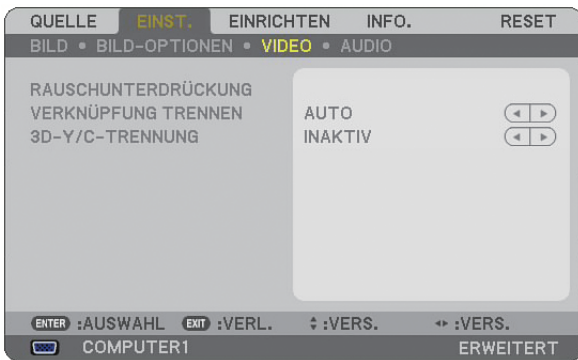 QUELLE EINST. EINRICHTEN INFO. RESET
BILD • BILD-OPTIONEN • VIDEO • AUDIO
RAUSCHUNTERDRÜCKUNG
VERKNÜPFUNG TRENNEN AUTO
3D-Y/C-TRENNUNG INAKTIV
ENTER :AUSWAHL EXIT :VERL. :VERS. :VERS.
COMPUTER1 ERWEITERT